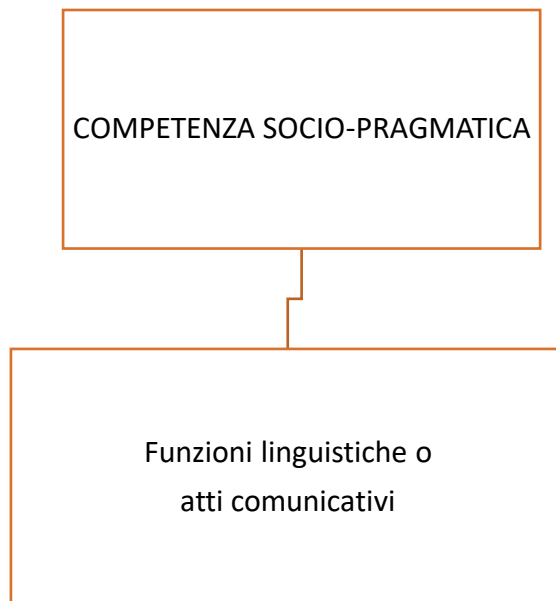 COMPETENZA SOCIO-PRAGMATICA
Funzioni linguistiche o
atti comunicativi